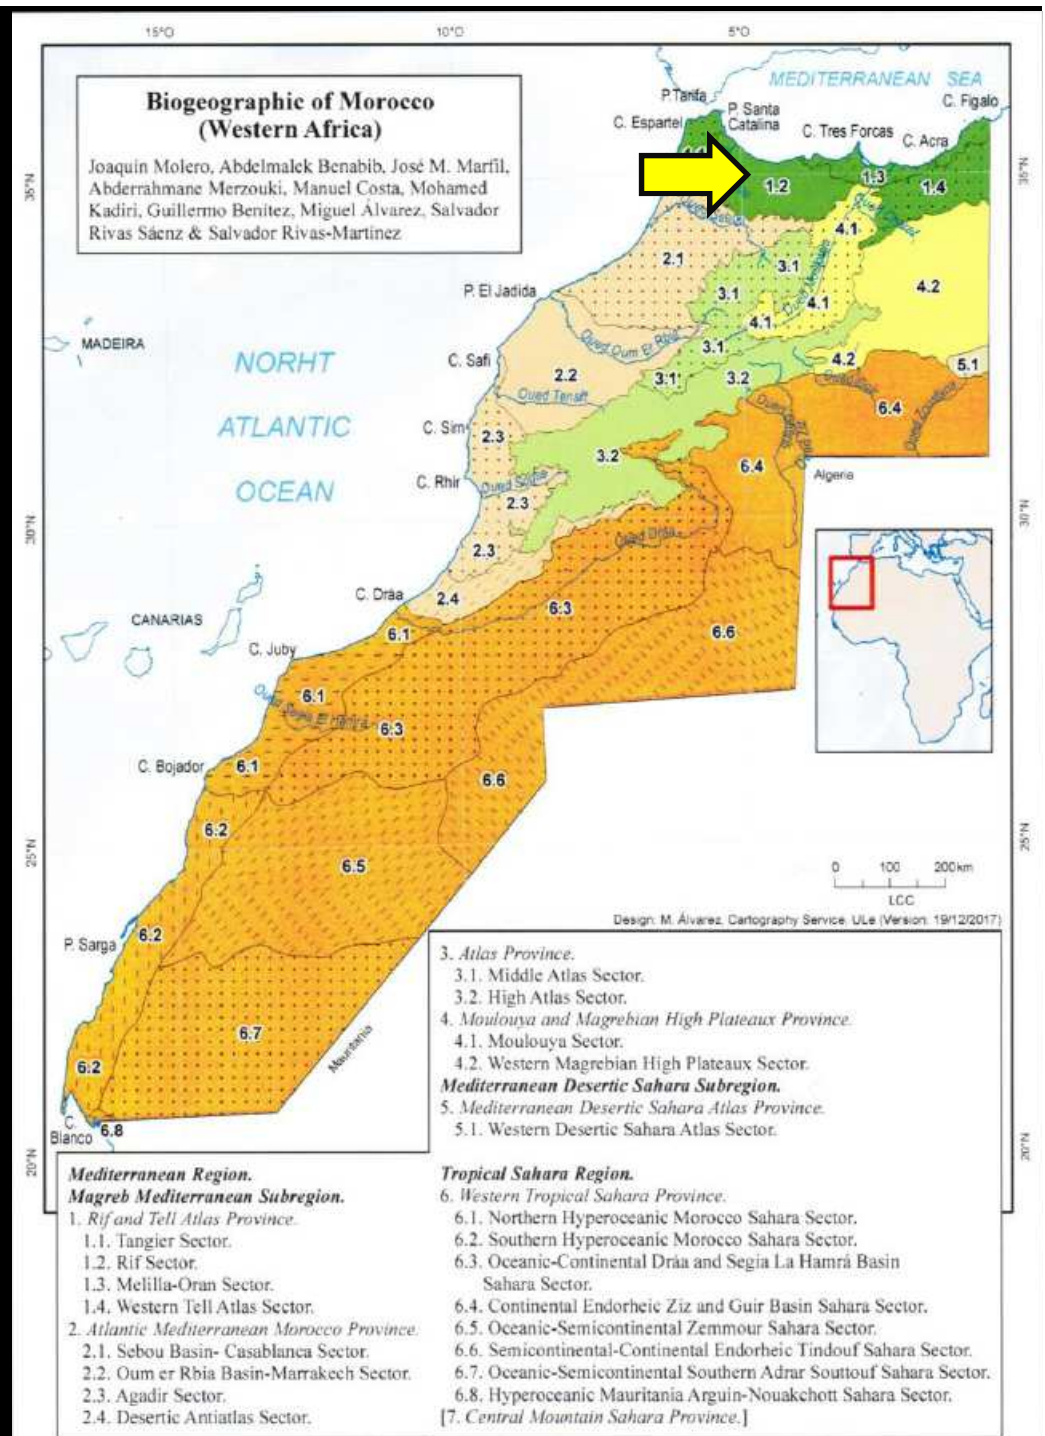 15°O 10°O 5°O
Biogeographic of Morocco
(Western Africa)
Joaquin Molero, Abdelmalek Benabib, José M. Marfil,
Abderrahmane Merzouki, Manuel Costa, Mohamed
Kadiri, Guillermo Benítez, Miguel Álvarez, Salvador
Rivas Sáenz & Salvador Rivas-Martinez
MEDITERRANEAN SEA
P.Tarifa
C. Figalo
P. Santa
Catalina
C. Espartel
C. Tres Forcas
C. Acra
35°N
35°N
1.2
1.3
1.4
4.1
2.1
3.1
4.2
P. El Jadida
3.1
4.1
Oued Moulouya
4.1
MADEIRA
NORHT
ATLANTIC
OCEAN
Oued Oum Er Rbia
3.1
C. Safi
4.2
5.1
2.2
3.1
3.2
Oued Tensift
6.4
C. Sim
2.3
3.2
6.4
C. Rhir
Algeria
2.3
30°N
30°N
Oued Drâa
2.3
C. Dráa
2.4
6.3
CANARIAS
6.1
6.6
C. Juby
6.1
6.3
C. Bojador
6.1
6.6
6.2
25°N
25°N
6.5
0 100 200km
LCC
Design: M. Álvarez, Cartography Service, ULe (Version: 19/12/2017)
P. Sarga
6.2
6.7
Mauritania
6.2
C.
Blanco
6.8
20°N
20°N
Mediterranean Region.
Magreb Mediterranean Subregion.
1. Rif and Tell Atlas Province.
1.1. Tangier Sector.
1.2. Rif Sector.
1.3. Melilla-Oran Sector.
1.4. Western Tell Atlas Sector.
2. Atlantic Mediterranean Morocco Province.
2.1. Sebou Basin- Casablanca Sector.
2.2. Oum er Rbia Basin-Marrakech Sector.
2.3. Agadir Sector.
2.4. Desertic Antiatlas Sector.
3. Atlas Province.
3.1. Middle Atlas Sector.
3.2. High Atlas Sector.
4. Moulouya and Magrebian High Plateaux Province.
4.1. Moulouya Sector.
4.2. Western Magrebian High Plateaux Sector.
Mediterranean Desertic Sahara Subregion.
5. Mediterranean Desertic Sahara Atlas Province.
5.1. Western Desertic Sahara Atlas Sector.
Tropical Sahara Region.
6. Western Tropical Sahara Province.
6.1. Northern Hyperoceanic Morocco Sahara Sector.
6.2. Southern Hyperoceanic Morocco Sahara Sector.
6.3. Oceanic-Continental Dráa and Segia La Hamrá Basin
Sahara Sector.
6.4. Continental Endorheic Ziz and Guir Basin Sahara Sector.
6.5. Oceanic-Semicontinental Zemmour Sahara Sector.
6.6. Semicontinental-Continental Endorheic Tindouf Sahara Sector.
6.7. Oceanic-Semicontinental Southern Adrar Souttouf Sahara Sector.
6.8. Hyperoceanic Mauritania Arguin-Nouakchott Sahara Sector.
[7. Central Mountain Sahara Province.]